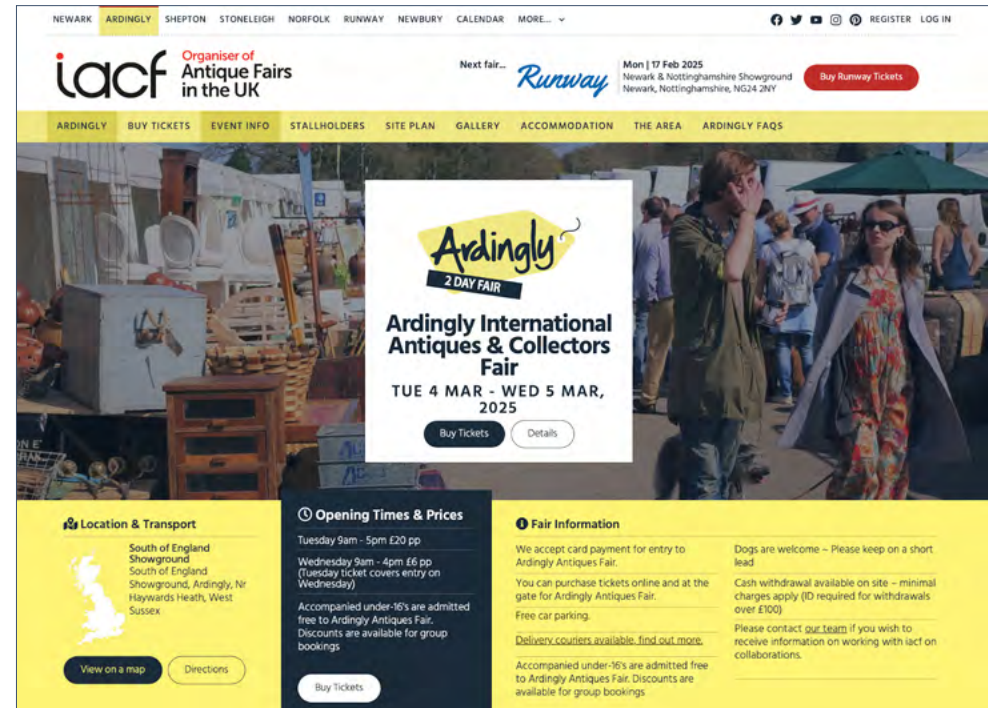 NEWARK ARDINGLY SHEPTON STONELEIGH NORFOLK RUNWAY NEWBURY CALENDAR MORE... REGISTER LOG IN
iacf
Organiser of
Antique Fairs
in the UK
Next fair...
Runway
Mon | 17 Feb 2025
Newark & Nottinghamshire Showground
Newark, Nottinghamshire, NG24 2NY
Buy Runway Tickets
ARDINGLY BUY TICKETS EVENT INFO STALLHOLDERS SITE PLAN GALLERY ACCOMMODATION THE AREA ARDINGLY FAQS
Ardingly
2 DAY FAIR
Ardingly International
Antiques & Collectors
Fair
TUE 4 MAR - WED 5 MAR,
2025
Buy Tickets Details
Location & Transport
South of England
Showground
South of England
Showground, Ardingly, Nr
Haywards Heath, West
Sussex
View on a map Directions
Opening Times & Prices
Tuesday 9am - 5pm £20 pp
Wednesday 9am - 4pm £6 pp
(Tuesday ticket covers entry on
Wednesday)
Accompanied under-16's are admitted
free to Ardingly Antiques Fair.
Discounts are available for group
bookings
Buy Tickets
Fair Information
We accept card payment for entry to
Ardingly Antiques Fair.
You can purchase tickets online and at the
gate for Ardingly Antiques Fair.
Free car parking.
Delivery couriers available, find out more.
Accompanied under-16's are admitted free
to Ardingly Antiques Fair. Discounts are
available for group bookings
Dogs are welcome – Please keep on a short
lead
Cash withdrawal available on site – minimal
charges apply (ID required for withdrawals
over £100)
Please contact our team if you wish to
receive information on working with iacf on
collaborations.